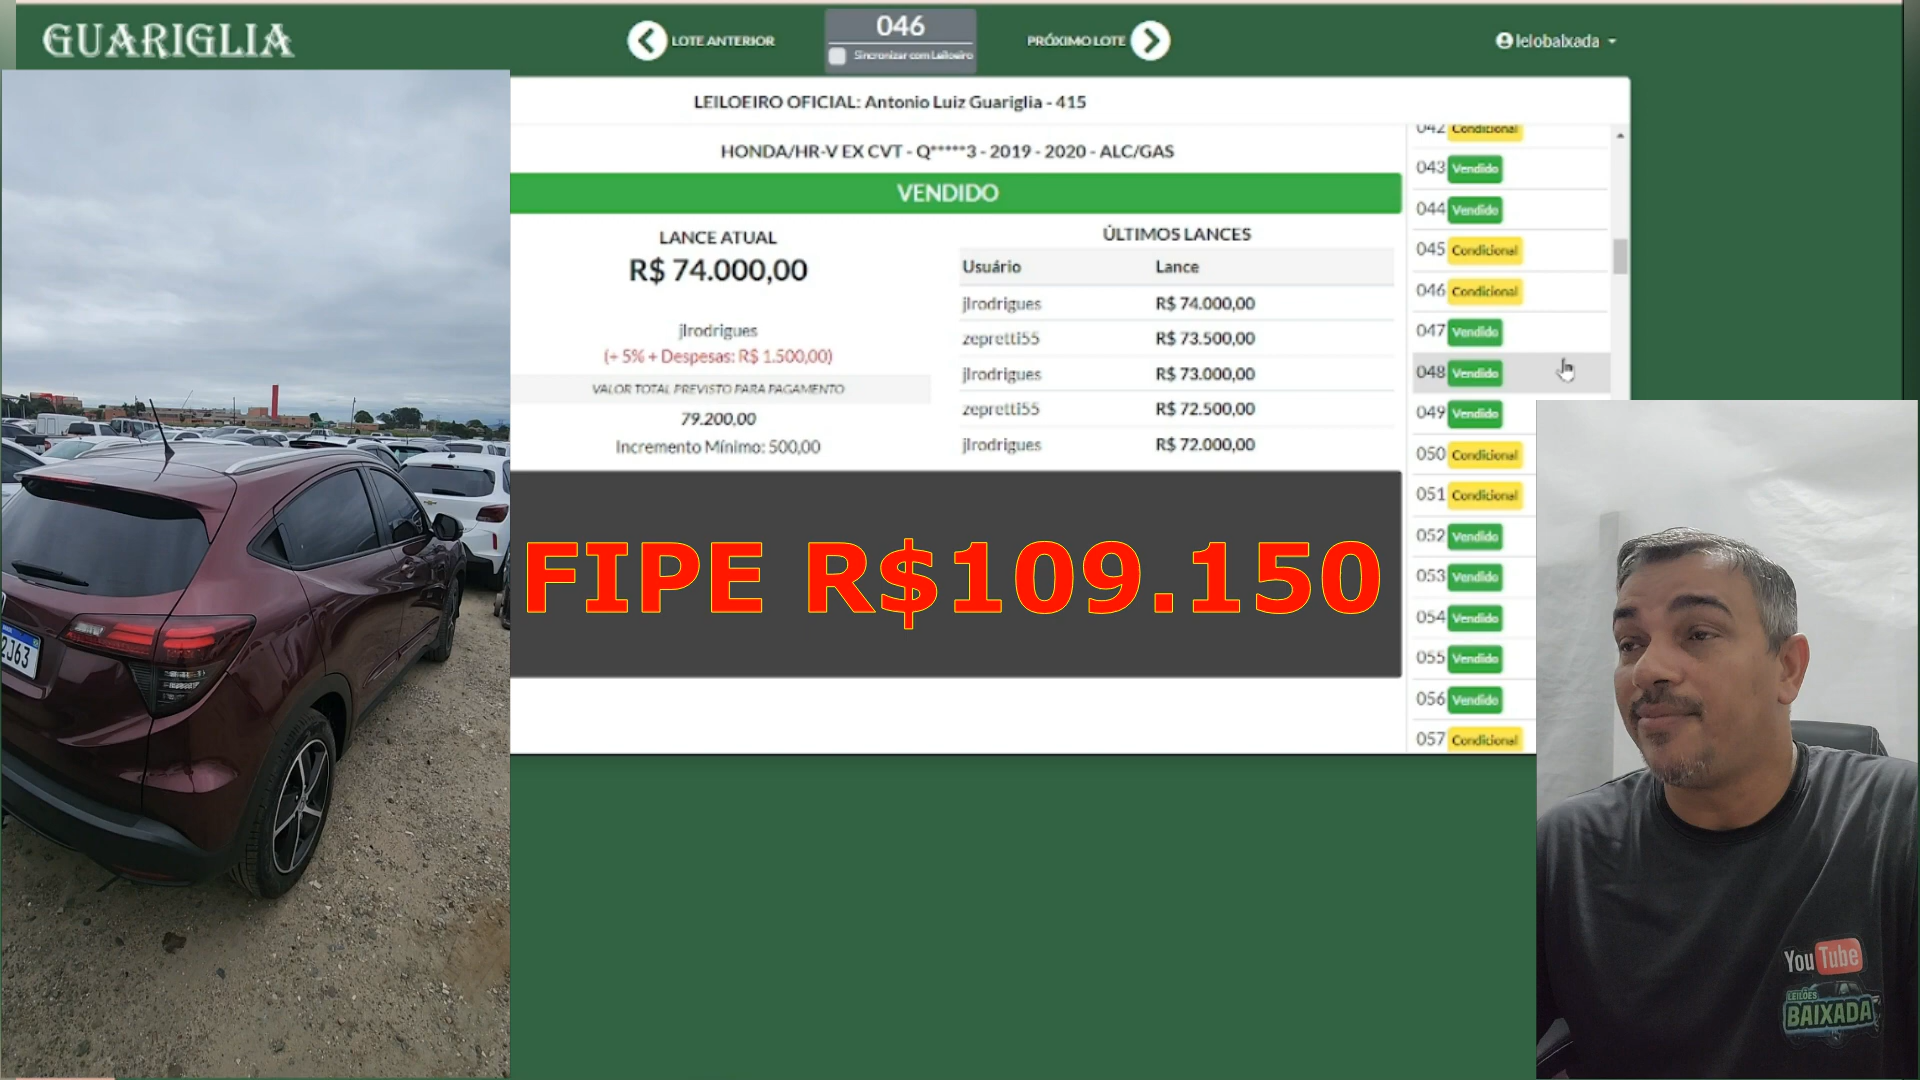 GUARIGLIA
LOTE ANTERIOR
046
Sincronizar com Leiloeiro
PRÓXIMO LOTE
lelobaixada
LEILOEIRO OFICIAL: Antonio Luiz Guariglia - 415
HONDA/HR-V EX CVT - Q*****3 - 2019 - 2020 - ALC/GAS
VENDIDO
LANCE ATUAL
R$ 74.000,00
jlrodrigues
(+ 5% + Despesas: R$ 1.500,00)
VALOR TOTAL PREVISTO PARA PAGAMENTO
79.200,00
Incremento Mínimo: 500,00
ÚLTIMOS LANCES
Usuário Lance
jlrodrigues R$ 74.000,00
zepretti55 R$ 73.500,00
jlrodrigues R$ 73.000,00
zepretti55 R$ 72.500,00
jlrodrigues R$ 72.000,00
FIPE R$109.150
042 Condicional
043 Vendido
044 Vendido
045 Condicional
046 Condicional
047 Vendido
048 Vendido
049 Vendido
050 Condicional
051 Condicional
052 Vendido
053 Vendido
054 Vendido
055 Vendido
056 Vendido
057 Condicional
2J63
YouTube
LEILÕES
BAIXADA